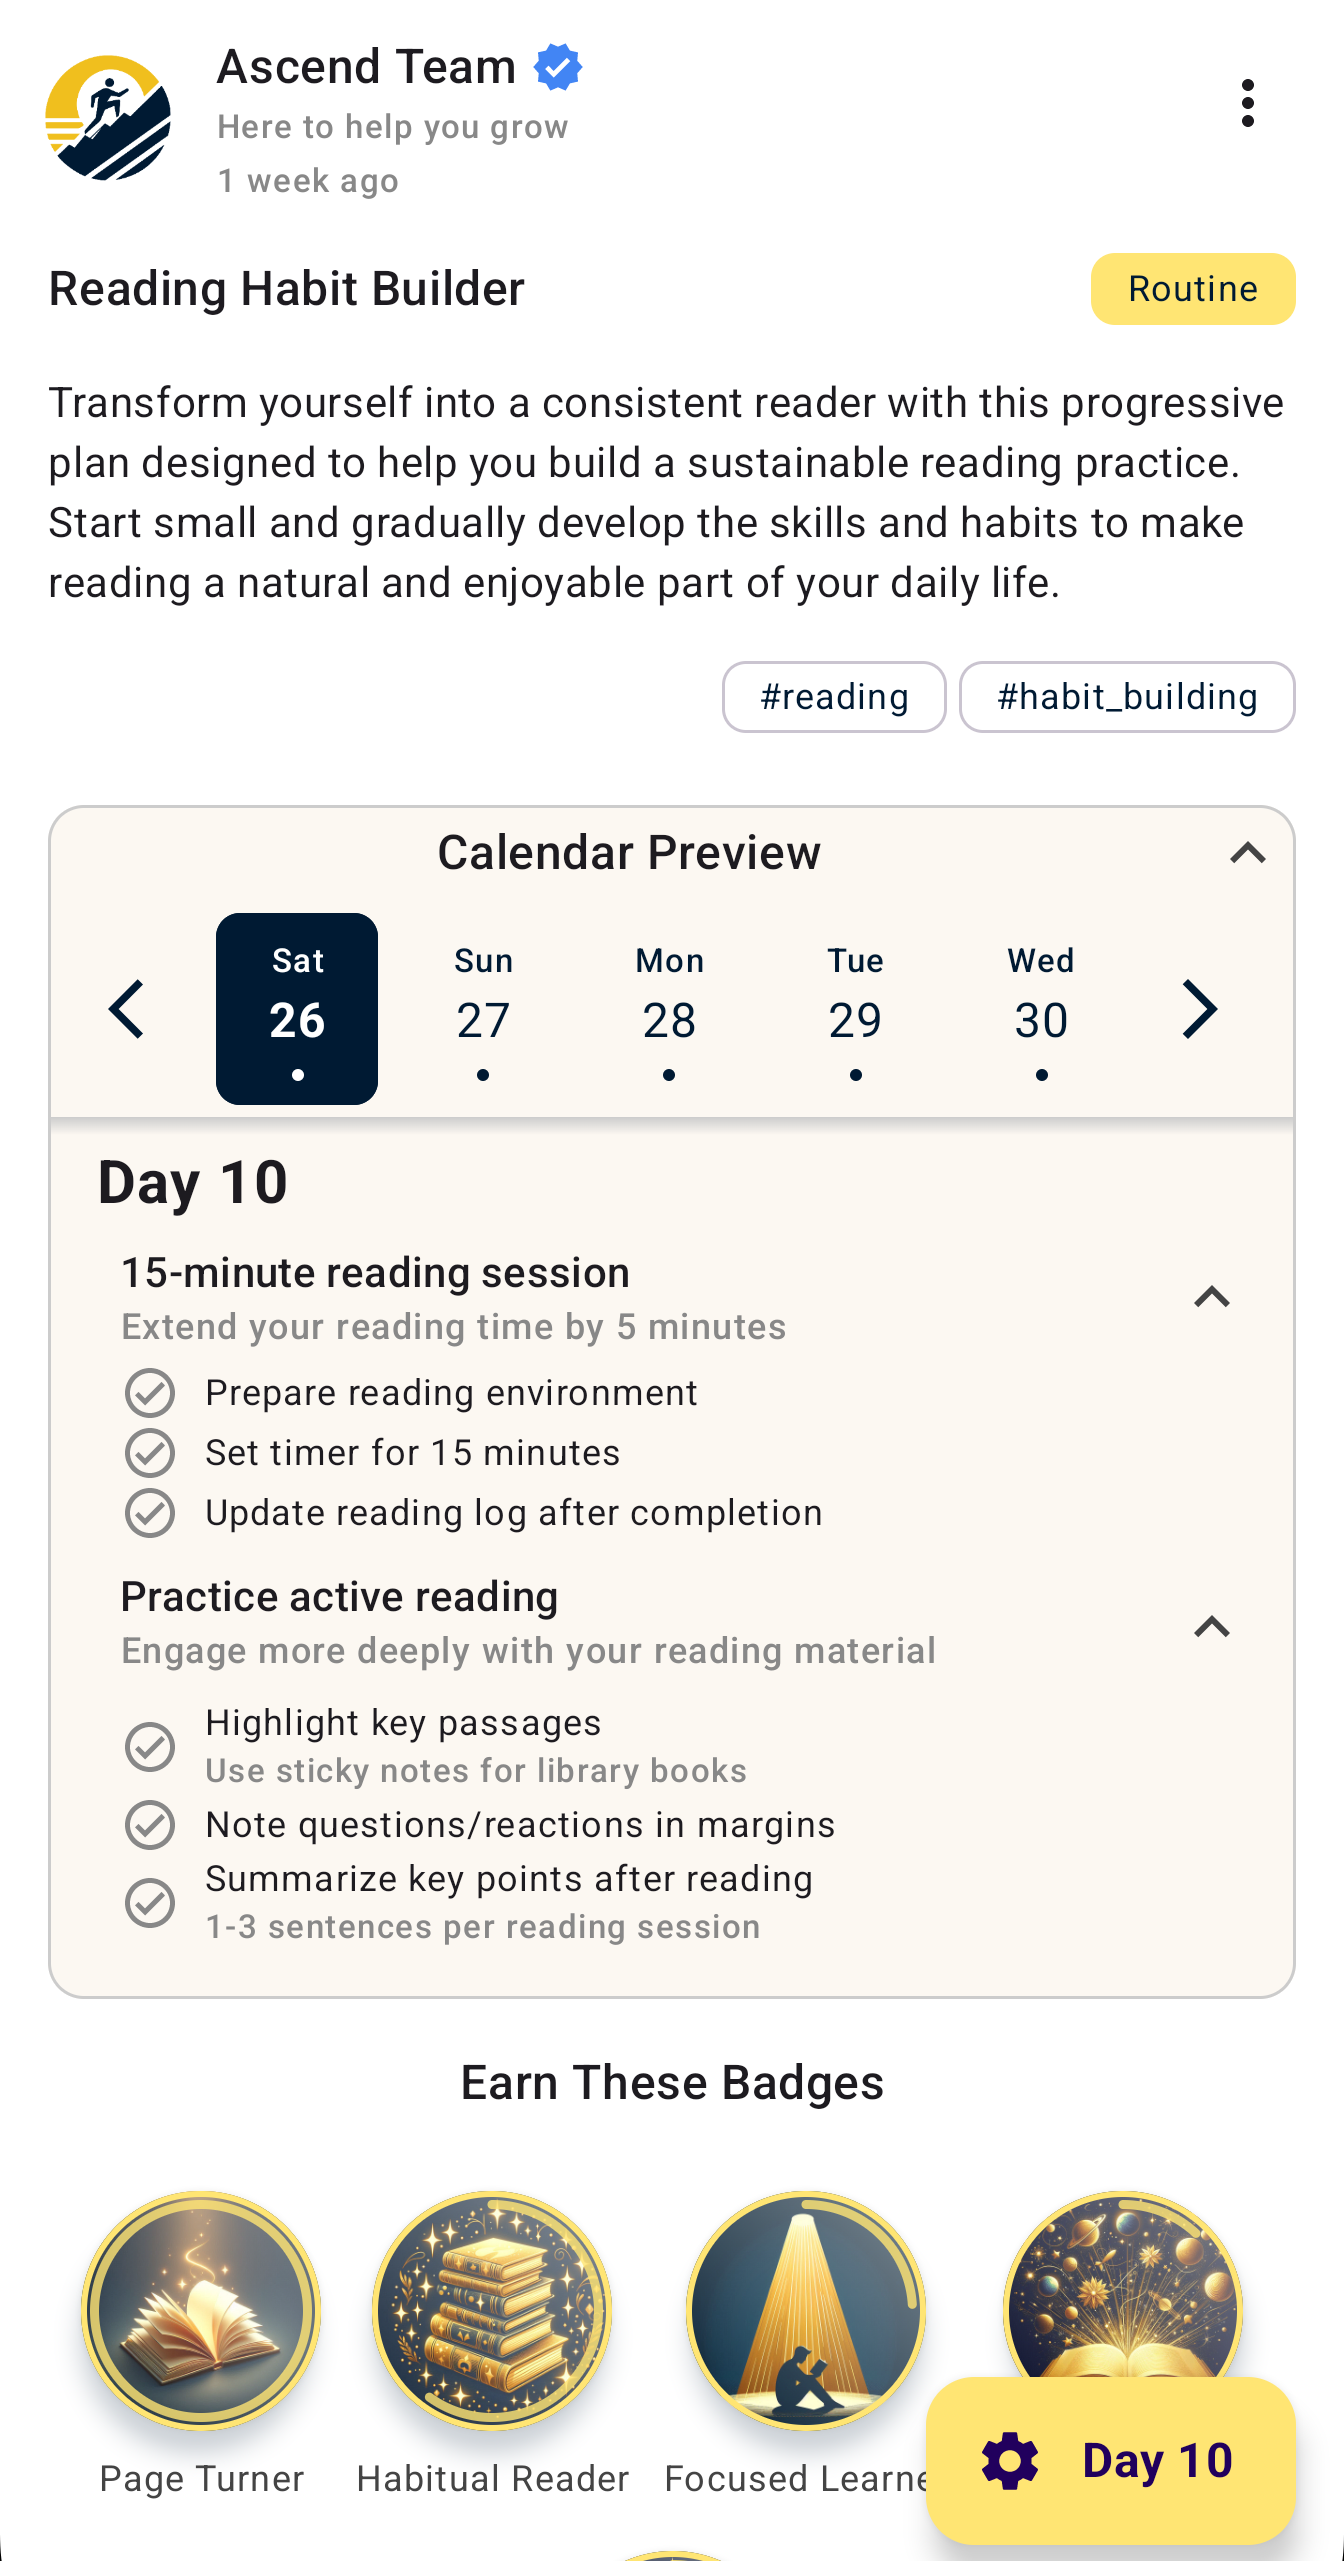 Ascend Team
Here to help you grow
1 week ago
Reading Habit Builder
Routine
Transform yourself into a consistent reader with this progressive
plan designed to help you build a sustainable reading practice.
Start small and gradually develop the skills and habits to make
reading a natural and enjoyable part of your daily life.
#reading #habit_building
Calendar Preview
Sat Sun Mon Tue Wed
26 27 28 29 30
Day 10
15-minute reading session
Extend your reading time by 5 minutes
Prepare reading environment
Set timer for 15 minutes
Update reading log after completion
Practice active reading
Engage more deeply with your reading material
Highlight key passages
Use sticky notes for library books
Note questions/reactions in margins
Summarize key points after reading
1-3 sentences per reading session
Earn These Badges
Page Turner Habitual Reader Focused Learne
Day 10